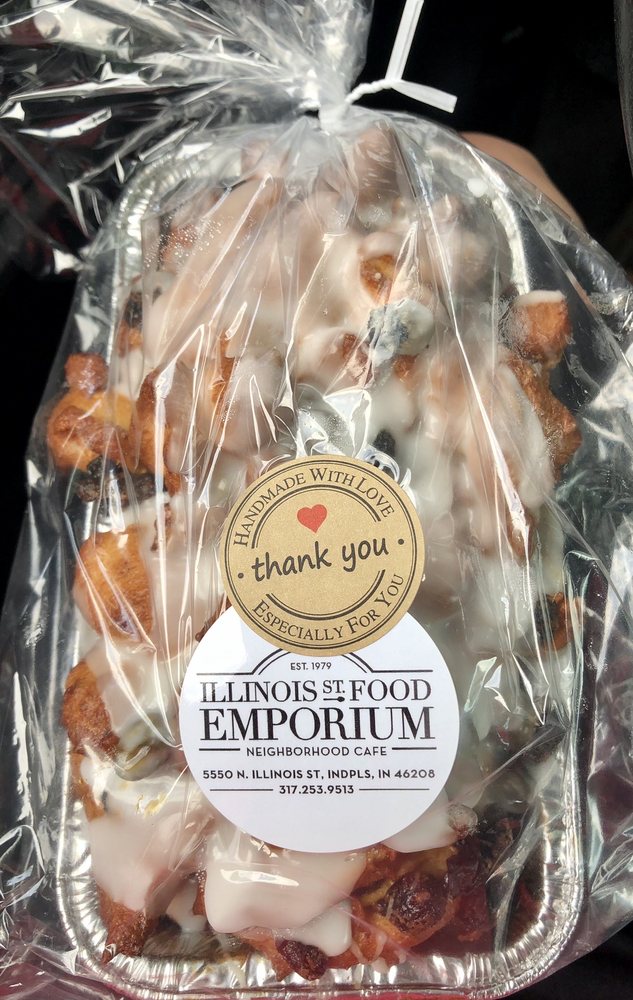 HANDMADE WITH LOVE
thank you
ESPECIALLY FOR YOU
EST. 1979
ILLINOIS ST. FOOD
EMPORIUM
NEIGHBORHOOD CAFE
5550 N. ILLINOIS ST, INDPLS, IN 46208
317.253.9513